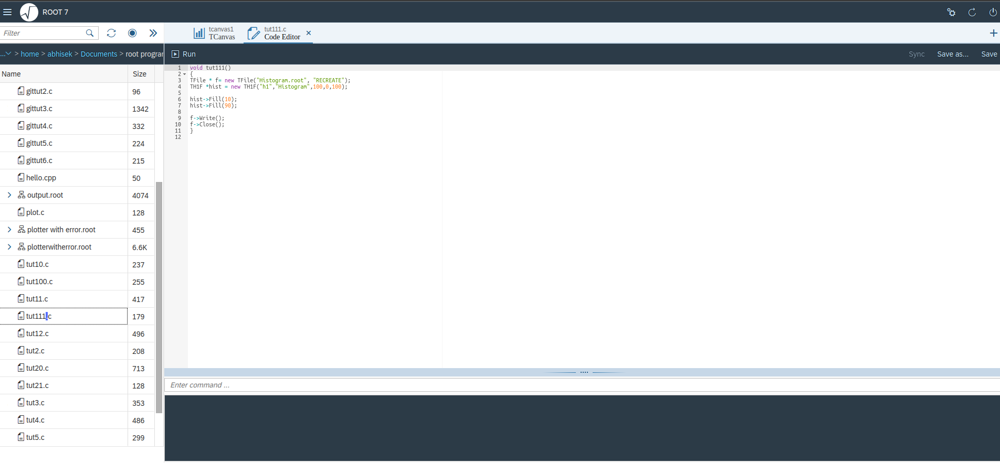 ROOT 7
Filter
tcanvas1
TCanvas
tut111.c
Code Editor
... > home > abhisek > Documents > root progra
Run
Sync Save as... Save
Name Size
gittut2.c 96
gittut3.c 1342
gittut4.c 332
gittut5.c 224
gittut6.c 215
hello.cpp 50
output.root 4074
plot.c 128
plotter with error.root 455
plotterwitherror.root 6.6K
tut10.c 237
tut100.c 255
tut11.c 417
tut111.c 179
tut12.c 496
tut2.c 208
tut20.c 713
tut21.c 128
tut3.c 353
tut4.c 486
tut5.c 299
1 void tut111()
2 {
3 TFile * f= new TFile("Histogram.root", "RECREATE");
4 TH1F *hist = new TH1F("h1","Histogram",100,0,100);
5
6 hist->Fill(10);
7 hist->Fill(90);
8
9 f->Write();
10 f->Close();
11 }
12
Enter command ...